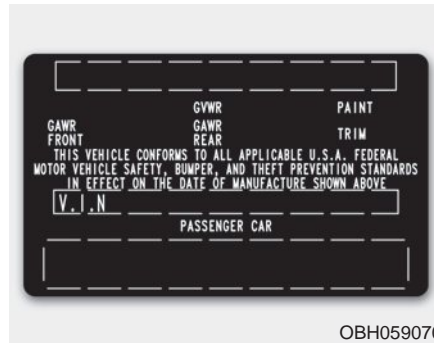 GVWR PAINT
GAWR FRONT GAWR REAR TRIM
THIS VEHICLE CONFORMS TO ALL APPLICABLE U.S.A. FEDERAL
MOTOR VEHICLE SAFETY, BUMPER, AND THEFT PREVENTION STANDARDS
IN EFFECT ON THE DATE OF MANUFACTURE SHOWN ABOVE
V.I.N
PASSENGER CAR
OBH059070